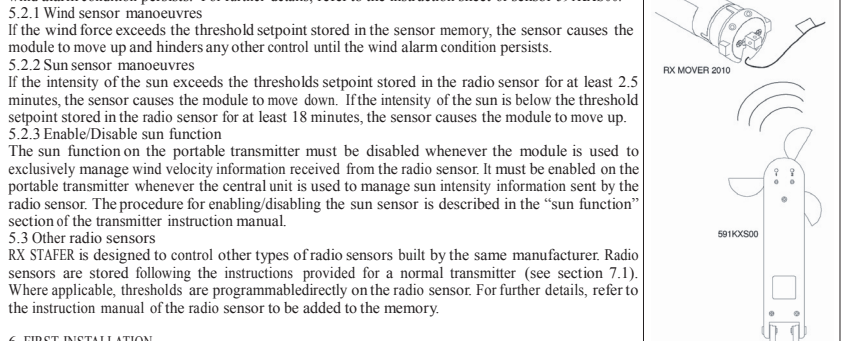 wind alarm condition persists. For further details, refer to the instruction sheet of sensor 591KXS00.
5.2.1 Wind sensor manoeuvres
If the wind force exceeds the threshold setpoint stored in the sensor memory, the sensor causes the
module to move up and hinders any other control until the wind alarm condition persists.
5.2.2 Sun sensor manoeuvres
If the intensity of the sun exceeds the thresholds setpoint stored in the radio sensor for at least 2.5
minutes, the sensor causes the module to move down. If the intensity of the sun is below the threshold
setpoint stored in the radio sensor for at least 18 minutes, the sensor causes the module to move up.
5.2.3 Enable/Disable sun function
The sun function on the portable transmitter must be disabled whenever the module is used to
exclusively manage wind velocity information received from the radio sensor. It must be enabled on the
portable transmitter whenever the central unit is used to manage sun intensity information sent by the
radio sensor. The procedure for enabling/disabling the sun sensor is described in the “sun function”
section of the transmitter instruction manual.
5.3 Other radio sensors
RX STAFER is designed to control other types of radio sensors built by the same manufacturer. Radio
sensors are stored following the instructions provided for a normal transmitter (see section 7.1).
Where applicable, thresholds are programmabledirectly on the radio sensor. For further details, refer to
the instruction manual of the radio sensor to be added to the memory.
6. FIRST INSTALLATION
RX MOVER 2010
591KXS00